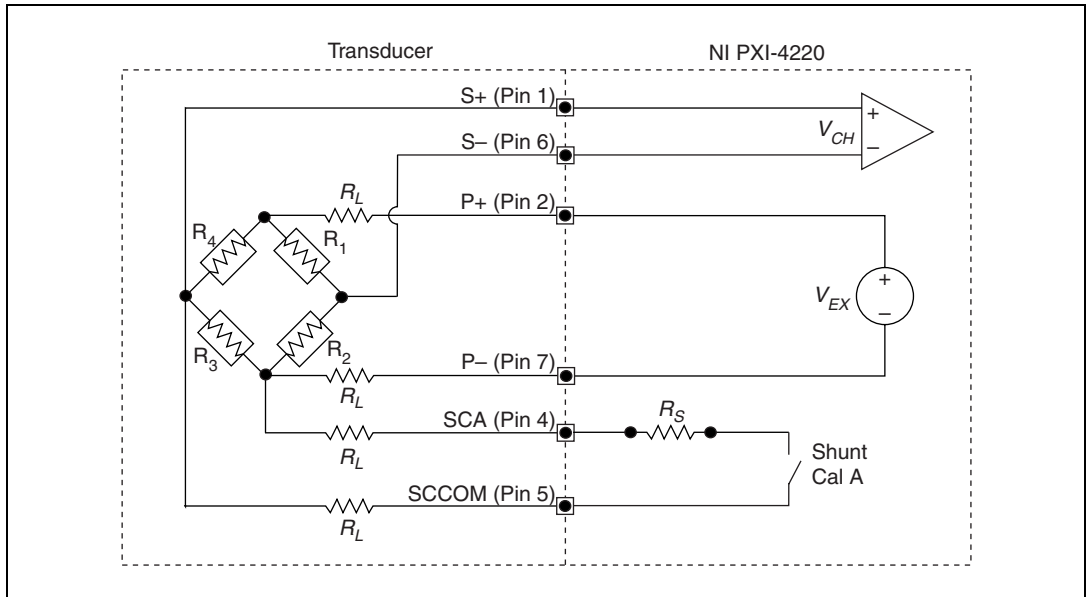 Transducer
NI PXI-4220
S+ (Pin 1)
S– (Pin 6)
V_CH
+
–
R_L
P+ (Pin 2)
R_4
R_1
V_EX
+
–
R_3
R_2
P– (Pin 7)
R_L
SCA (Pin 4)
R_S
R_L
Shunt
Cal A
SCCOM (Pin 5)
R_L